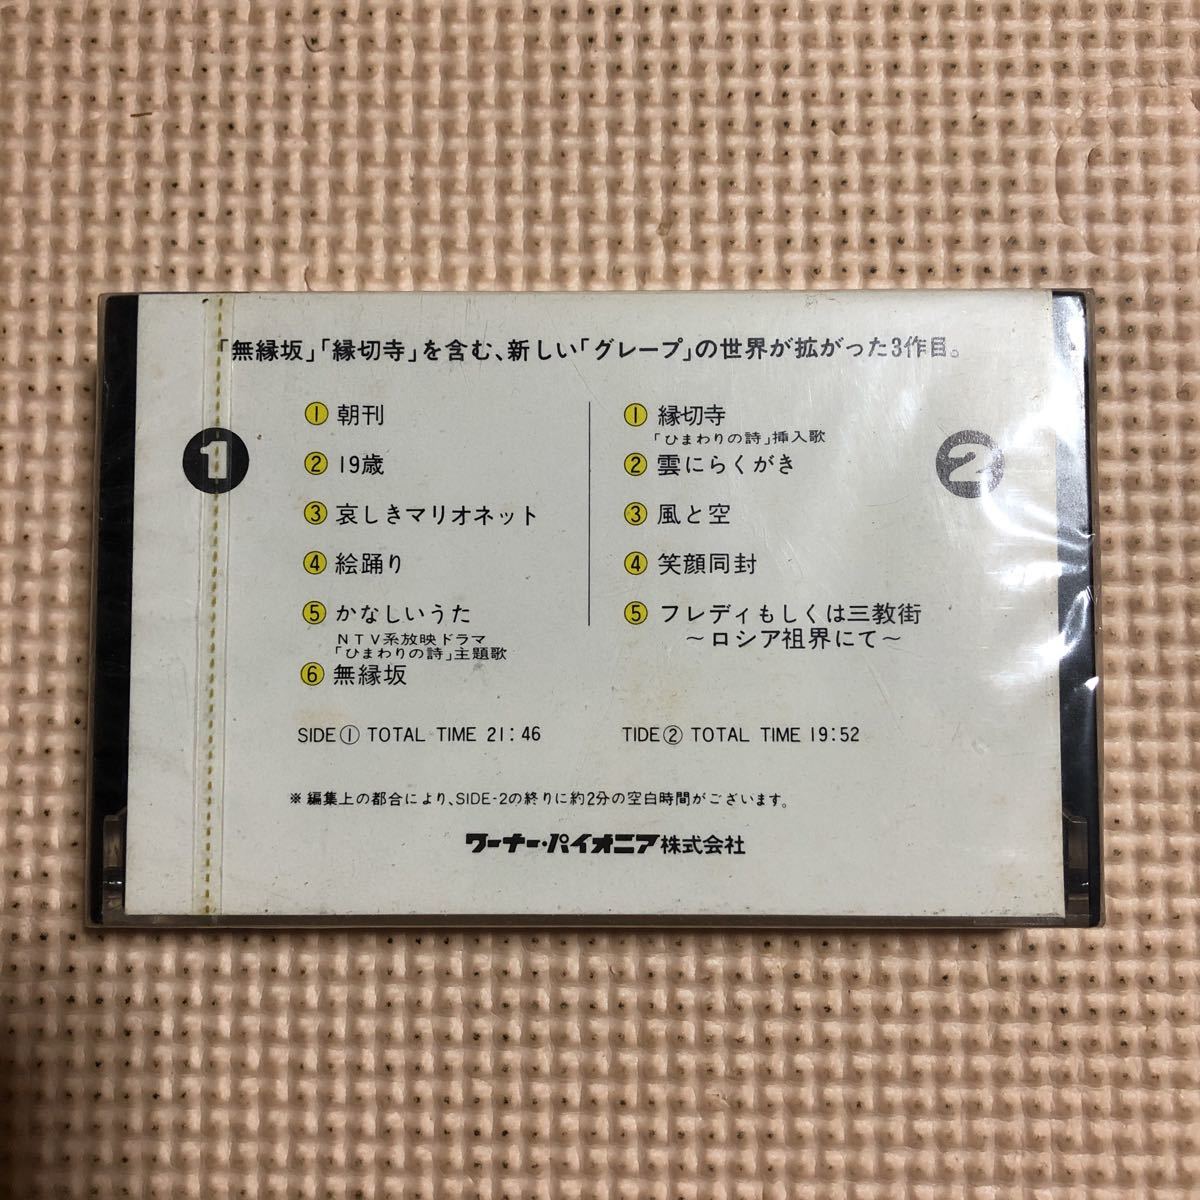 「無縁坂」「縁切寺」を含む、新しい「グレープ」の世界が拡がった3作目。
1
① 朝刊
② 19歳
③ 哀しきマリオネット
④ 絵踊り
⑤ かなしいうた
NTV系放映ドラマ
「ひまわりの詩」主題歌
⑥ 無縁坂
SIDE① TOTAL TIME 21:46
2
① 縁切寺
「ひまわりの詩」挿入歌
② 雲にらくがき
③ 風と空
④ 笑顔同封
⑤ フレディもしくは三教街
～ロシア祖界にて～
TIDE② TOTAL TIME 19:52
※編集上の都合により、SIDE-2の終りに約2分の空白時間がございます。
ワーナー・パイオニア株式会社